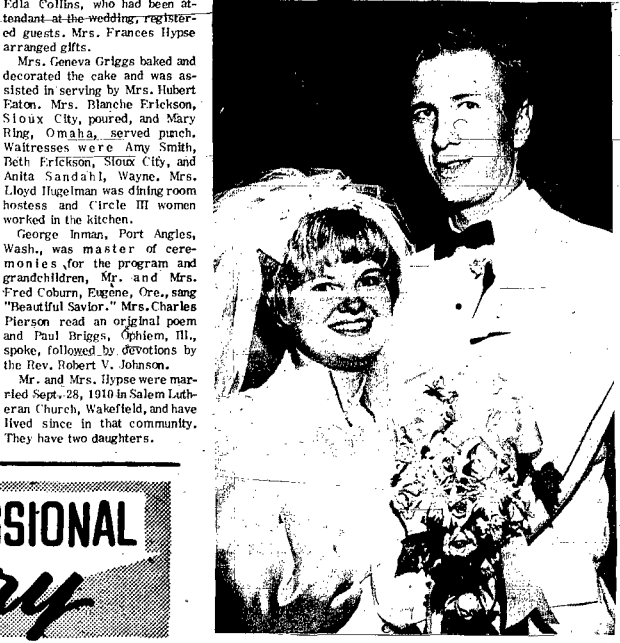 Edla Collins, who had been at-
tendant at the wedding, register-
ed guests. Mrs. Frances Hypse
arranged gifts.
Mrs. Geneva Griggs baked and
decorated the cake and was as-
sisted in serving by Mrs. Hubert
Eaton. Mrs. Blanche Erickson,
Sioux City, poured, and Mary
Ring, Omaha, served punch.
Waitresses were Amy Smith,
Beth Erickson, Sioux City, and
Anita Sandahl, Wayne. Mrs.
Lloyd Hugelman was dining room
hostess and Circle III women
worked in the kitchen.
George Inman, Port Angles,
Wash., was master of cere-
monies for the program and
grandchildren, Mr. and Mrs.
Fred Coburn, Eugene, Ore., sang
"Beautiful Savior." Mrs. Charles
Pierson read an original poem
and Paul Briggs, Ophiem, Ill.,
spoke, followed by devotions by
the Rev. Robert V. Johnson.
Mr. and Mrs. Hypse were mar-
ried Sept. 28, 1910 in Salem Luth-
eran Church, Wakefield, and have
lived since in that community.
They have two daughters.
SSIONAL
ry